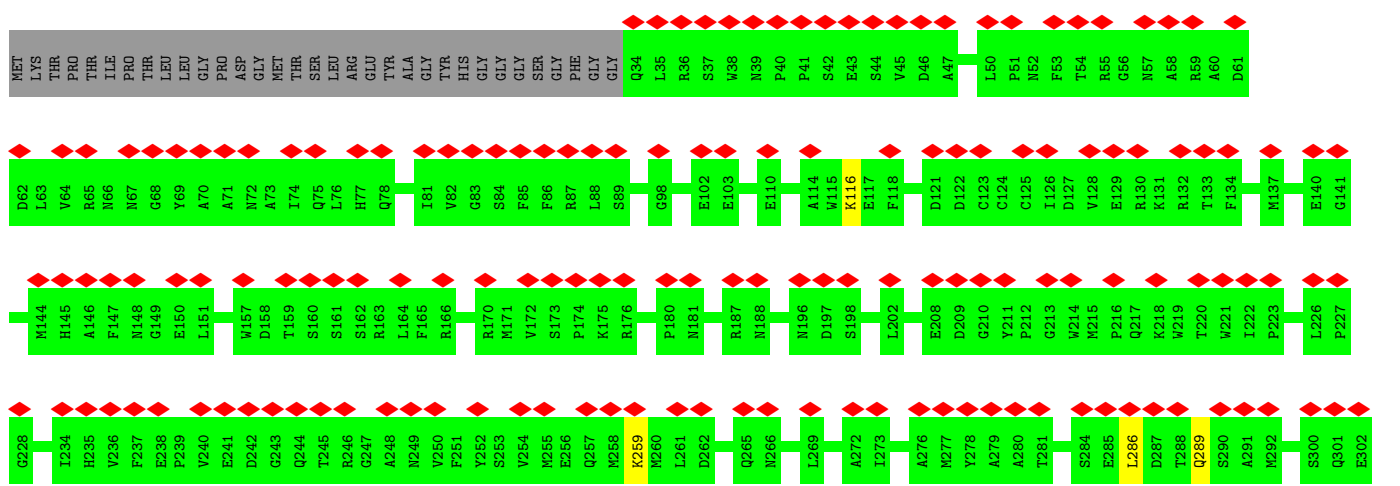 MET LYS THR PRO THR ILE PRO THR LEU LEU GLY PRO ASP GLY MET THR SER LEU ARG GLU TYR ALA GLY TYR HIS GLY GLY GLY SER GLY PHE GLY GLY Q34 L35 R36 S37 W38 N39 P40 P41 S42 E43 S44 V45 D46 A47 L50 P51 N52 F53 T54 R55 G56 N57 A58 R59 A60 D61
D62 L63 V64 R65 N66 N67 G68 Y69 A70 A71 N72 A73 I74 Q75 L76 H77 Q78 I81 V82 G83 S84 F85 F86 R87 L88 S89 G98 E102 E103 E110 A114 W115 K116 E117 F118 D121 D122 C123 C124 C125 I126 D127 V128 E129 R130 K131 R132 T133 F134 M137 E140 G141
M144 H145 A146 F147 N148 G149 E150 L151 W157 D158 T159 S160 S161 S162 R163 L164 F165 R166 R170 M171 V172 S173 P174 K175 R176 P180 N181 R187 N188 N196 D197 S198 L202 E208 D209 G210 Y211 P212 G213 W214 M215 P216 Q217 K218 W219 T220 W221 I222 P223 L226 P227
G228 I234 H235 V236 F237 E238 P239 V240 E241 D242 G243 Q244 T245 R246 G247 A248 N249 V250 F251 Y252 S253 V254 M255 E256 Q257 M258 K259 M260 L261 D262 Q265 N266 L269 A272 I273 A276 M277 Y278 A279 A280 T281 S284 E285 L286 D287 T288 Q289 S290 A291 M292 S300 Q301 E302